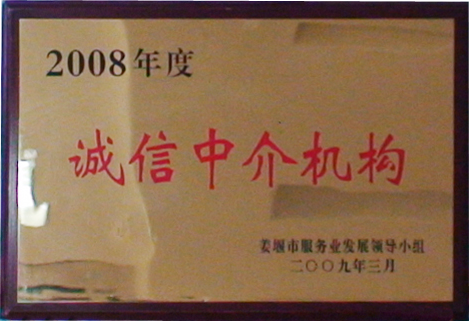 2008年度
诚信中介机构
姜堰市服务业发展领导小组
二〇〇九年三月